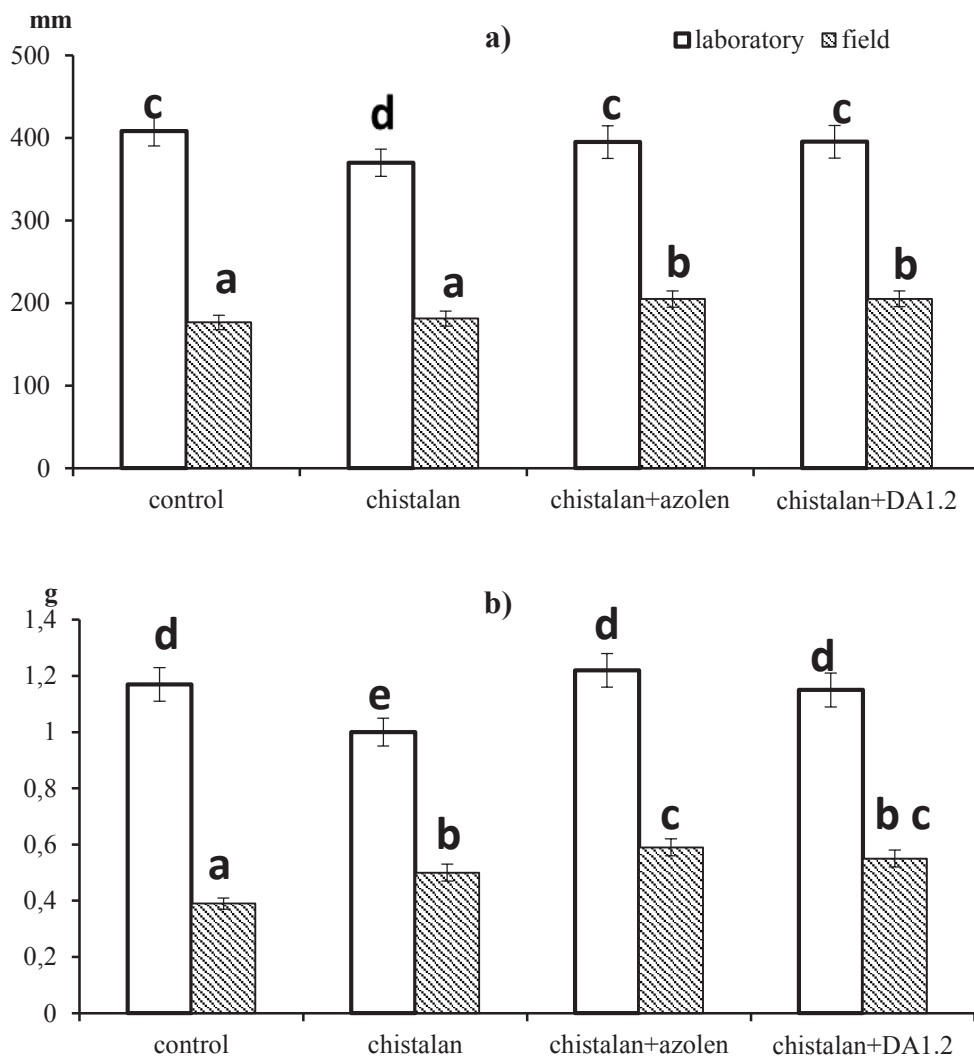 mm
a)
laboratory field
500
c d c c
400
300
a a b b
200
100
0
control chistalan chistalan+azolen chistalan+DA1.2
g
b)
1,4
d e d d
1,2
1
0,8
a b c b c
0,6
0,4
0,2
0
control chistalan chistalan+azolen chistalan+DA1.2